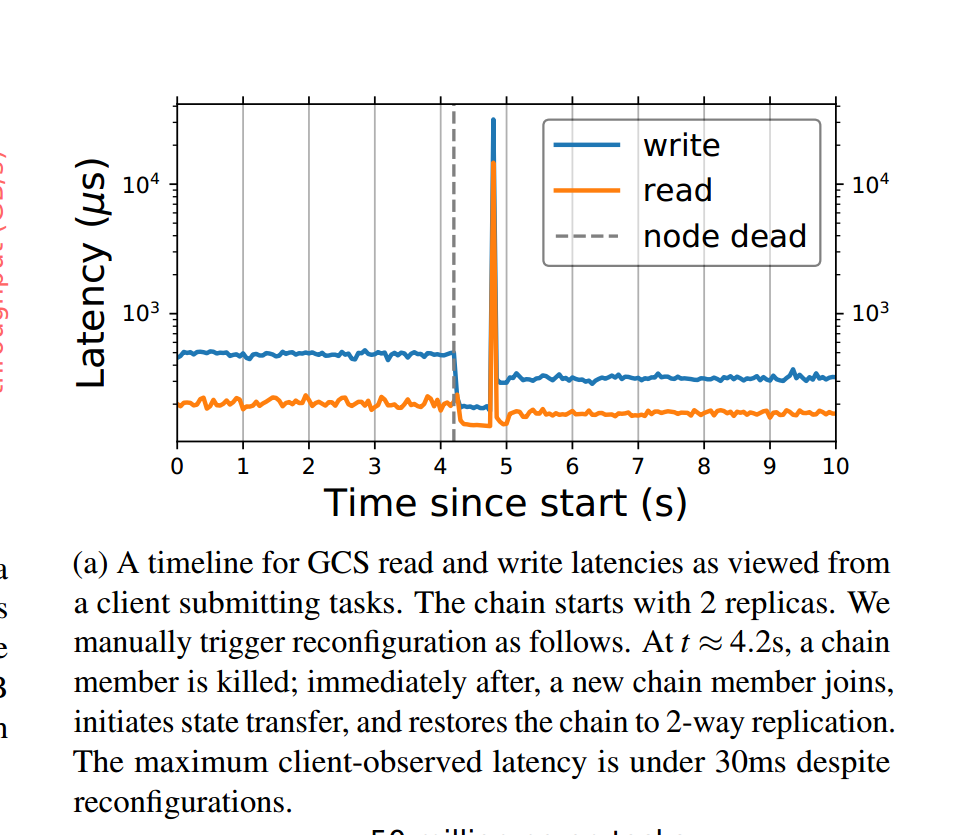 10⁴
10³
Latency (μs)
write
read
node dead
10⁴
10³
0 1 2 3 4 5 6 7 8 9 10
Time since start (s)
(a) A timeline for GCS read and write latencies as viewed from
a client submitting tasks. The chain starts with 2 replicas. We
manually trigger reconfiguration as follows. At t ≈ 4.2s, a chain
member is killed; immediately after, a new chain member joins,
initiates state transfer, and restores the chain to 2-way replication.
The maximum client-observed latency is under 30ms despite
reconfigurations.